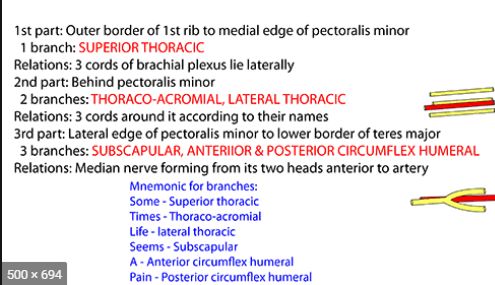 1st part: Outer border of 1st rib to medial edge of pectoralis minor
1 branch: SUPERIOR THORACIC
Relations: 3 cords of brachial plexus lie laterally
2nd part: Behind pectoralis minor
2 branches: THORACO-ACROMIAL, LATERAL THORACIC
Relations: 3 cords around it according to their names
3rd part: Lateral edge of pectoralis minor to lower border of teres major
3 branches: SUBSCAPULAR, ANTERIIOR & POSTERIOR CIRCUMFLEX HUMERAL
Relations: Median nerve forming from its two heads anterior to artery
Mnemonic for branches:
Some - Superior thoracic
Times - Thoraco-acromial
Life - lateral thoracic
Seems - Subscapular
A - Anterior circumflex humeral
Pain - Posterior circumflex humeral
500 × 694